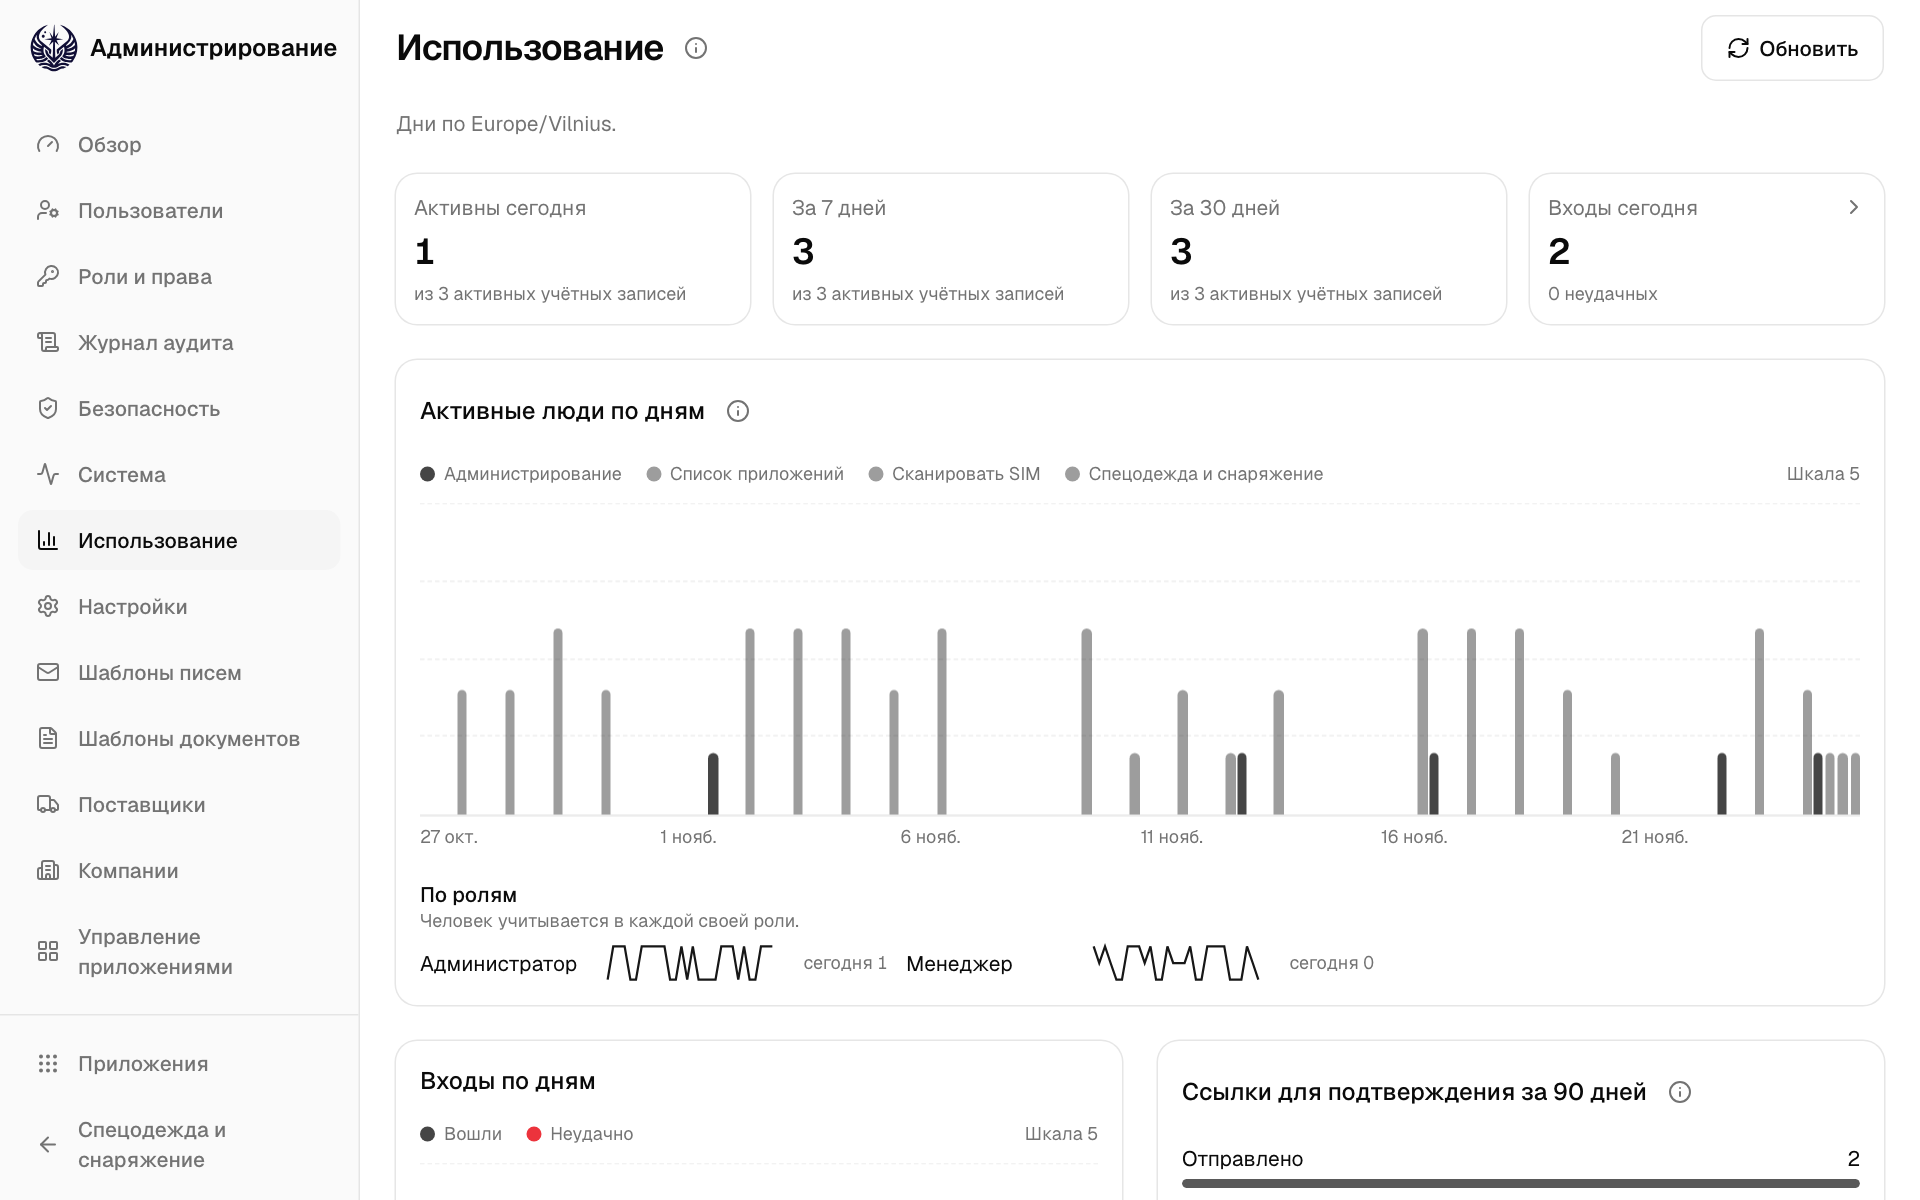 Администрирование
Обзор
Пользователи
Роли и права
Журнал аудита
Безопасность
Система
Использование
Настройки
Шаблоны писем
Шаблоны документов
Поставщики
Компании
Управление
приложениями
Приложения
Спецодежда и
снаряжение
Использование
Обновить
Дни по Europe/Vilnius.
Активны сегодня
1
из 3 активных учётных записей
За 7 дней
3
из 3 активных учётных записей
За 30 дней
3
из 3 активных учётных записей
Входы сегодня
2
0 неудачных
Активные люди по дням
Администрирование Список приложений Сканировать SIM Спецодежда и снаряжение Шкала 5
27 окт. 1 нояб. 6 нояб. 11 нояб. 16 нояб. 21 нояб.
По ролям
Человек учитывается в каждой своей роли.
Администратор сегодня 1 Менеджер сегодня 0
Входы по дням
Вошли Неудачно Шкала 5
Ссылки для подтверждения за 90 дней
Отправлено 2